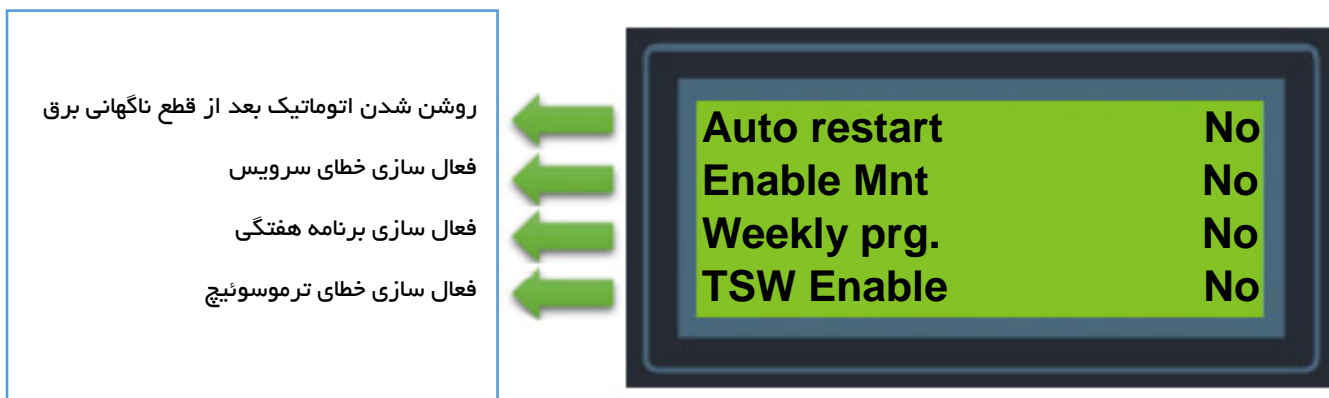 روشن شدن اتوماتیک بعد از قطع ناگهانی برق
فعال سازی خطای سرویس
فعال سازی برنامه هفتگی
فعال سازی خطای ترموسوئیچ
Auto restart No
Enable Mnt No
Weekly prg. No
TSW Enable No